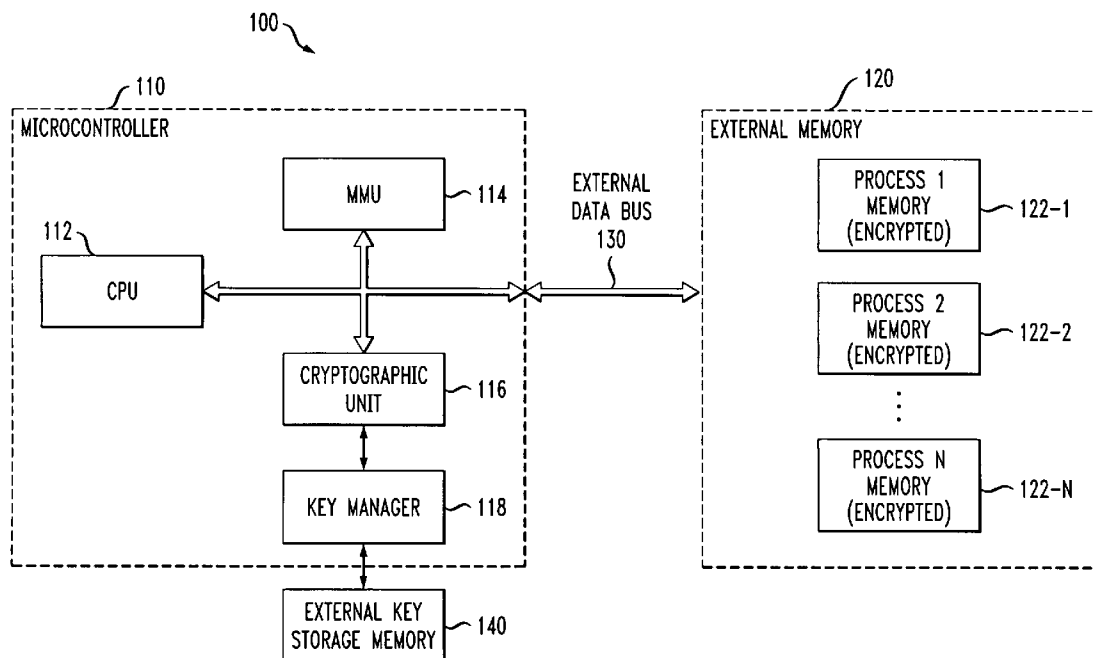 100
110
MICROCONTROLLER
MMU
114
112
CPU
CRYPTOGRAPHIC
UNIT
116
KEY MANAGER
118
EXTERNAL KEY
STORAGE MEMORY
140
EXTERNAL
DATA BUS
130
120
EXTERNAL MEMORY
PROCESS 1
MEMORY
(ENCRYPTED)
122-1
PROCESS 2
MEMORY
(ENCRYPTED)
122-2
PROCESS N
MEMORY
(ENCRYPTED)
122-N